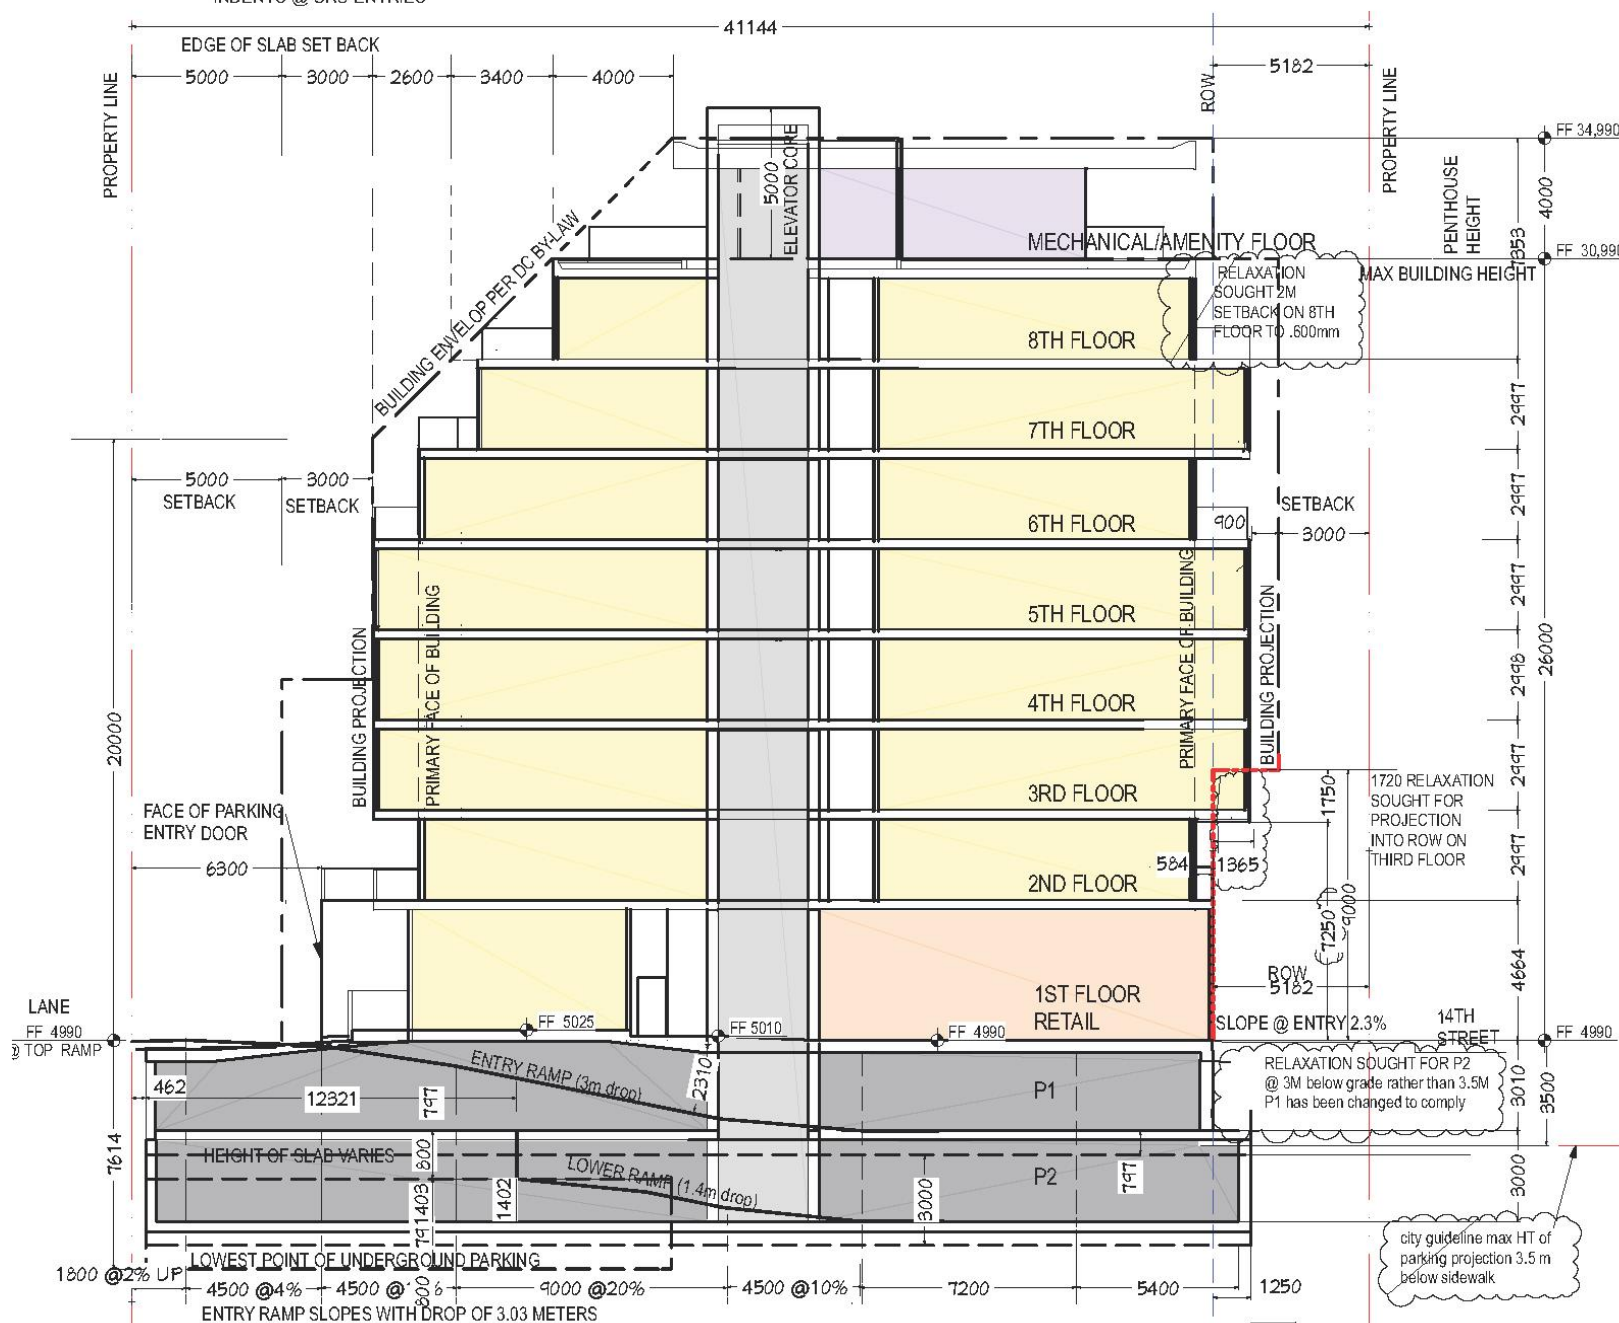 41144
EDGE OF SLAB SET BACK
5000
3000
2600
3400
4000
5182
PROPERTY LINE
ROW
PROPERTY LINE
FF 34,990
ELEVATOR CORE
5000
PENTHOUSE
HEIGHT
4000
7353
BUILDING ENVELOP PER DC BY-LAW
MECHANICAL/AMENITY FLOOR
FF 30,990
MAX BUILDING HEIGHT
RELAXATION
SOUGHT 2M
SETBACK ON 8TH
FLOOR TO .600mm
8TH FLOOR
7TH FLOOR
2997
5000
SETBACK
3000
SETBACK
6TH FLOOR
900
SETBACK
3000
2997
5TH FLOOR
2997
BUILDING PROJECTION
PRIMARY FACE OF BUILDING
PRIMARY FACE OF BUILDING
BUILDING PROJECTION
4TH FLOOR
2998
26000
20000
3RD FLOOR
2997
1750
1720 RELAXATION
SOUGHT FOR
PROJECTION
INTO ROW ON
THIRD FLOOR
FACE OF PARKING
ENTRY DOOR
6300
2ND FLOOR
584
1365
2997
7250
9000
4664
ROW
5182
1ST FLOOR
RETAIL
LANE
FF 4990
@ TOP RAMP
FF 5025
FF 5010
FF 4990
SLOPE @ ENTRY 2.3%
14TH
STREET
FF 4990
RELAXATION SOUGHT FOR P2
@ 3M below grade rather than 3.5M
P1 has been changed to comply
462
12321
797
ENTRY RAMP (3m drop)
2310
P1
3010
3500
7614
HEIGHT OF SLAB VARIES
800
LOWER RAMP (1.4m drop)
P2
797
3000
3000
1402
1403
791
city guideline max HT of
parking projection 3.5 m
below sidewalk
LOWEST POINT OF UNDERGROUND PARKING
1800 @2% UP
4500 @4%
4500 @
800
9000 @20%
4500 @10%
7200
5400
1250
ENTRY RAMP SLOPES WITH DROP OF 3.03 METERS